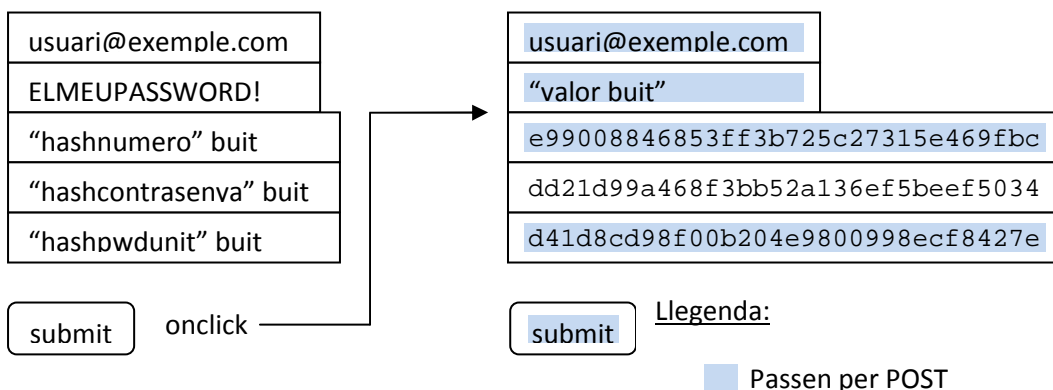 usuari@exemple.com
ELMEUPASSWORD!
“hashnumero” buit
“hashcontrasenya” buit
“hashpwdunit” buit
submit
onclick
usuari@exemple.com
“valor buit”
e99008846853ff3b725c27315e469fbc
dd21d99a468f3bb52a136ef5beef5034
d41d8cd98f00b204e9800998ecf8427e
submit
Llegenda:
Passen per POST